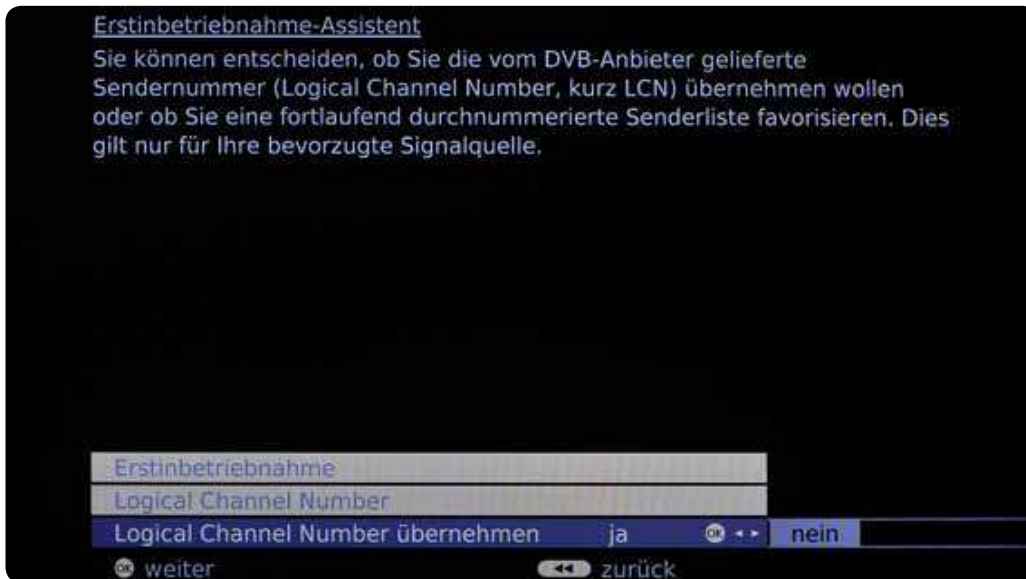 Erstinbetriebnahme-Assistent
Sie können entscheiden, ob Sie die vom DVB-Anbieter gelieferte
Sendernummer (Logical Channel Number, kurz LCN) übernehmen wollen
oder ob Sie eine fortlaufend durchnummerierte Senderliste favorisieren. Dies
gilt nur für Ihre bevorzugte Signalquelle.
Erstinbetriebnahme
Logical Channel Number
Logical Channel Number übernehmen ja OK nein
OK weiter zurück